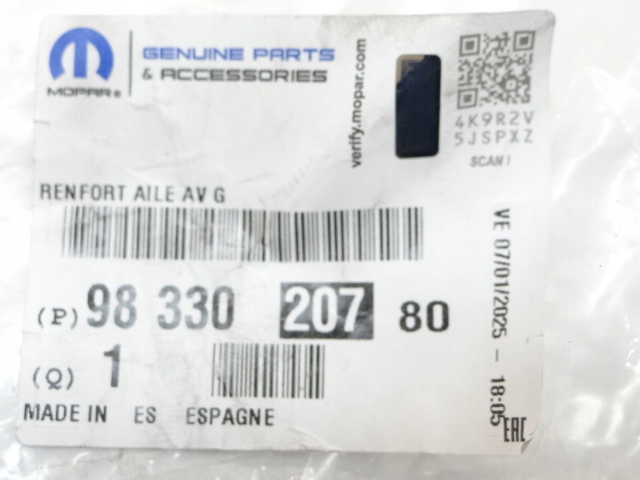 MOPAR®
GENUINE PARTS
& ACCESSORIES
verify.mopar.com
4K9R2V
5JSPXZ
SCAN!
RENFORT AILE AV G
(P) 98 330 207 80
(Q) 1
MADE IN ES ESPAGNE
VE 07/01/2025 - 18:05
EAC